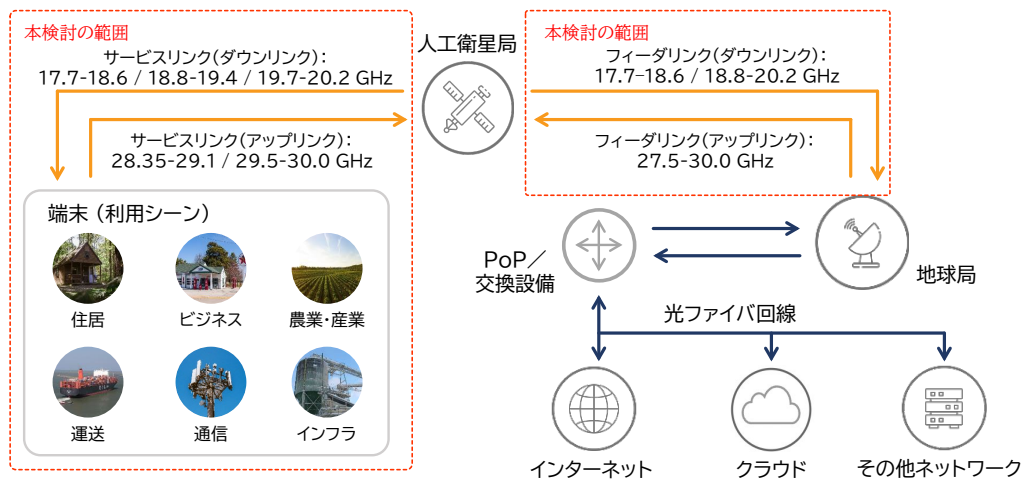 本検討の範囲
サービスリンク(ダウンリンク):
17.7-18.6 / 18.8-19.4 / 19.7-20.2 GHz
サービスリンク(アップリンク):
28.35-29.1 / 29.5-30.0 GHz
人工衛星局
本検討の範囲
フィーダリンク(ダウンリンク):
17.7-18.6 / 18.8-20.2 GHz
フィーダリンク(アップリンク):
27.5-30.0 GHz
端末（利用シーン）
住居
ビジネス
農業・産業
運送
通信
インフラ
PoP／
交換設備
地球局
光ファイバ回線
インターネット
クラウド
その他ネットワーク